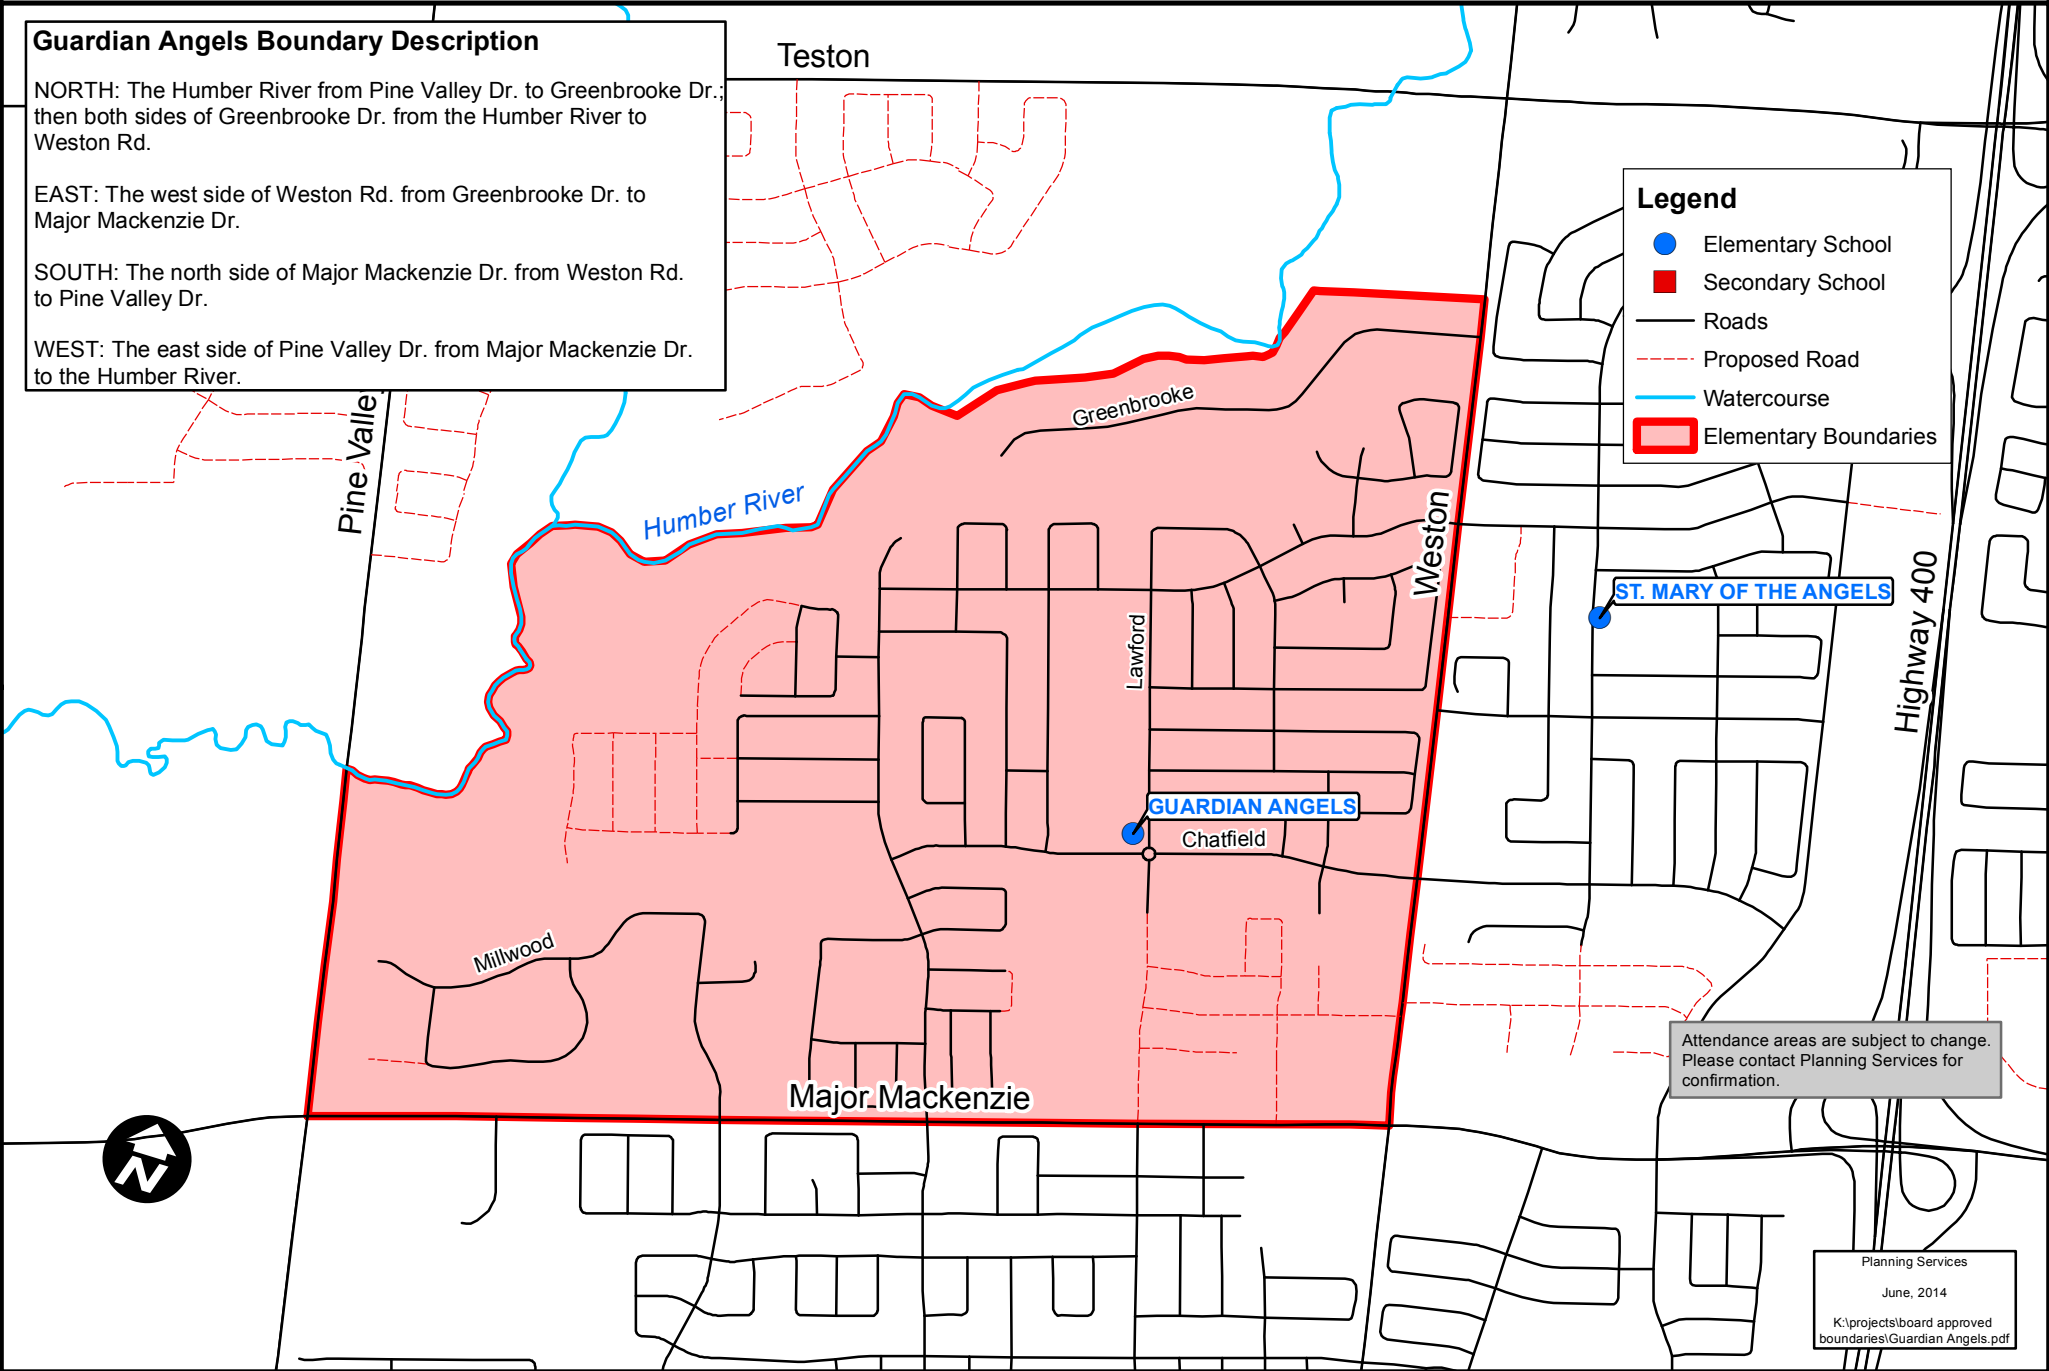 Guardian Angels Boundary Description
NORTH: The Humber River from Pine Valley Dr. to Greenbrooke Dr.;
then both sides of Greenbrooke Dr. from the Humber River to
Weston Rd.
EAST: The west side of Weston Rd. from Greenbrooke Dr. to
Major Mackenzie Dr.
SOUTH: The north side of Major Mackenzie Dr. from Weston Rd.
to Pine Valley Dr.
WEST: The east side of Pine Valley Dr. from Major Mackenzie Dr.
to the Humber River.
Teston
Legend
Elementary School
Secondary School
Roads
Proposed Road
Watercourse
Elementary Boundaries
Pine Valley
Humber River
Greenbrooke
Weston
Lawford
ST. MARY OF THE ANGELS
Highway 400
GUARDIAN ANGELS
Chatfield
Millwood
Major Mackenzie
Attendance areas are subject to change.
Please contact Planning Services for
confirmation.
N
Planning Services
June, 2014
K:\projects\board approved
boundaries\Guardian Angels.pdf